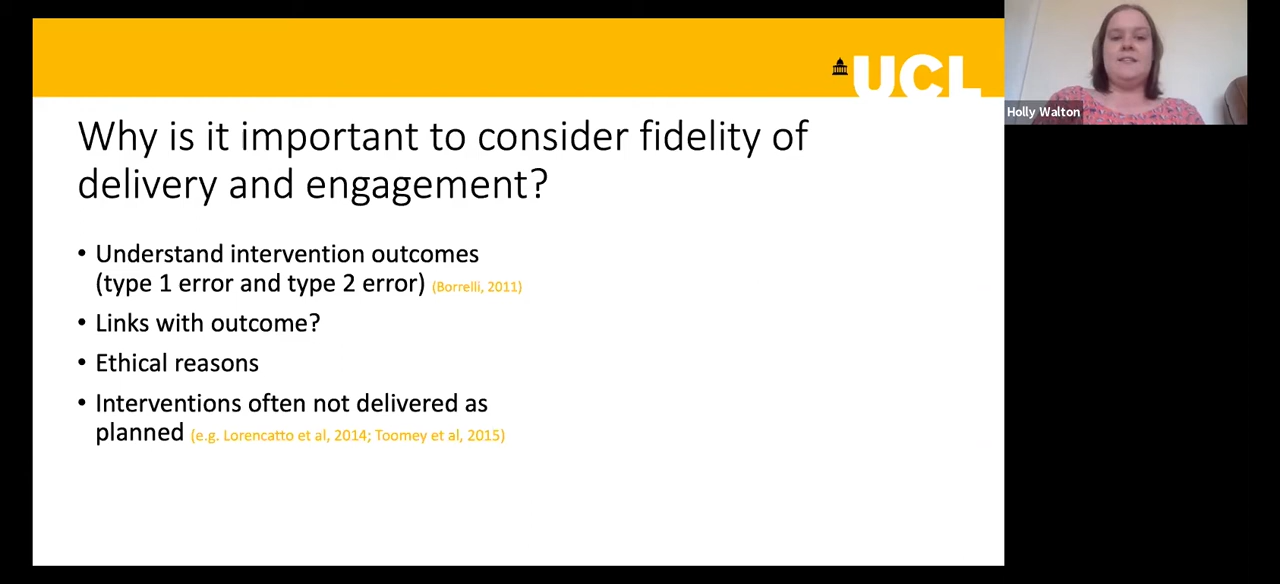 UCL
Holly Walton
Why is it important to consider fidelity of
delivery and engagement?
• Understand intervention outcomes
(type 1 error and type 2 error) (Borrelli, 2011)
• Links with outcome?
• Ethical reasons
• Interventions often not delivered as
planned (e.g. Lorencatto et al, 2014; Toomey et al, 2015)